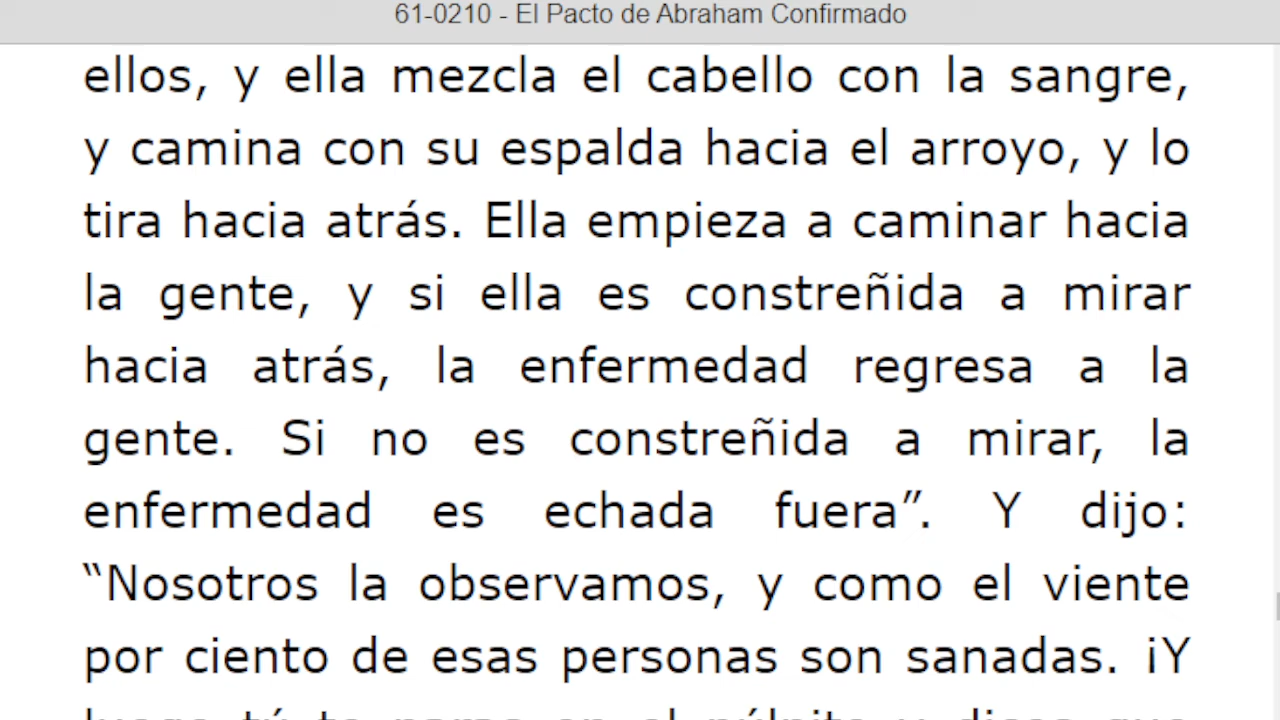 61-0210 - El Pacto de Abraham Confirmado
ellos, y ella mezcla el cabello con la sangre,
y camina con su espalda hacia el arroyo, y lo
tira hacia atrás. Ella empieza a caminar hacia
la gente, y si ella es constreñida a mirar
hacia atrás, la enfermedad regresa a la
gente. Si no es constreñida a mirar, la
enfermedad es echada fuera”. Y dijo:
“Nosotros la observamos, y como el viente
por ciento de esas personas son sanadas. ¡Y